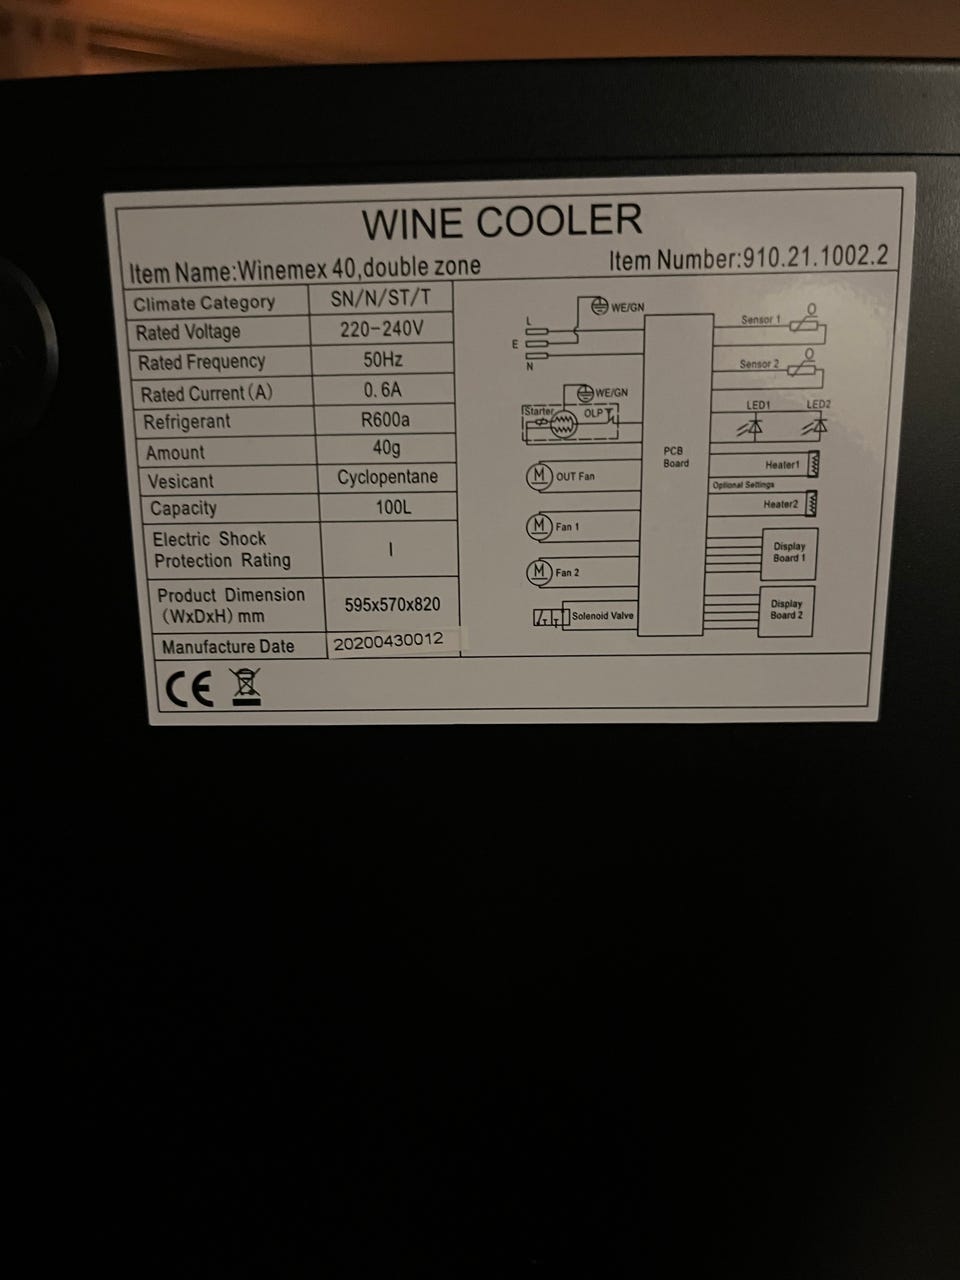 WINE COOLER
Item Name:Winemex 40,double zone
Item Number:910.21.1002.2
Climate Category SN/N/ST/T
Rated Voltage 220-240V
Rated Frequency 50Hz
Rated Current(A) 0.6A
Refrigerant R600a
Amount 40g
Vesicant Cyclopentane
Capacity 100L
Electric Shock
Protection Rating I
Product Dimension
(WxDxH) mm 595x570x820
Manufacture Date 20200430012
CE
L
E
N
WE/GN
WE/GN
Starter
OLP
M OUT Fan
M Fan 1
M Fan 2
Solenoid Valve
PCB
Board
Sensor 1
Sensor 2
LED1 LED2
Heater1
Optional Settings
Heater2
Display
Board 1
Display
Board 2